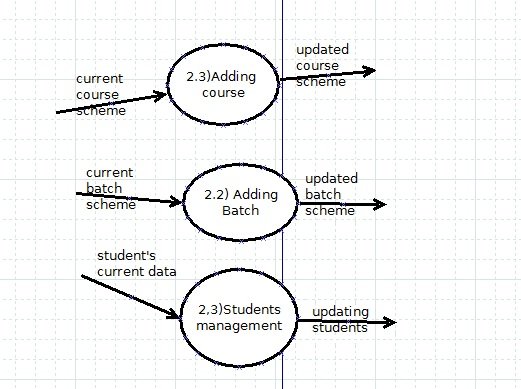 updated
course
scheme
2.3)Adding
course
current
course
scheme
current
batch
scheme
2.2) Adding
Batch
updated
batch
scheme
student's
current data
2,3)Students
management
updating
students